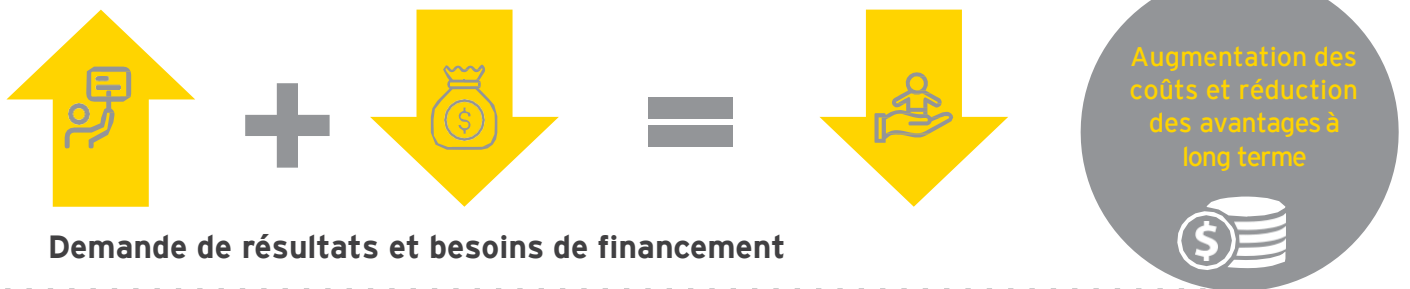 Augmentation des
coûts et réduction
des avantages à
long terme
$
$
Demande de résultats et besoins de financement